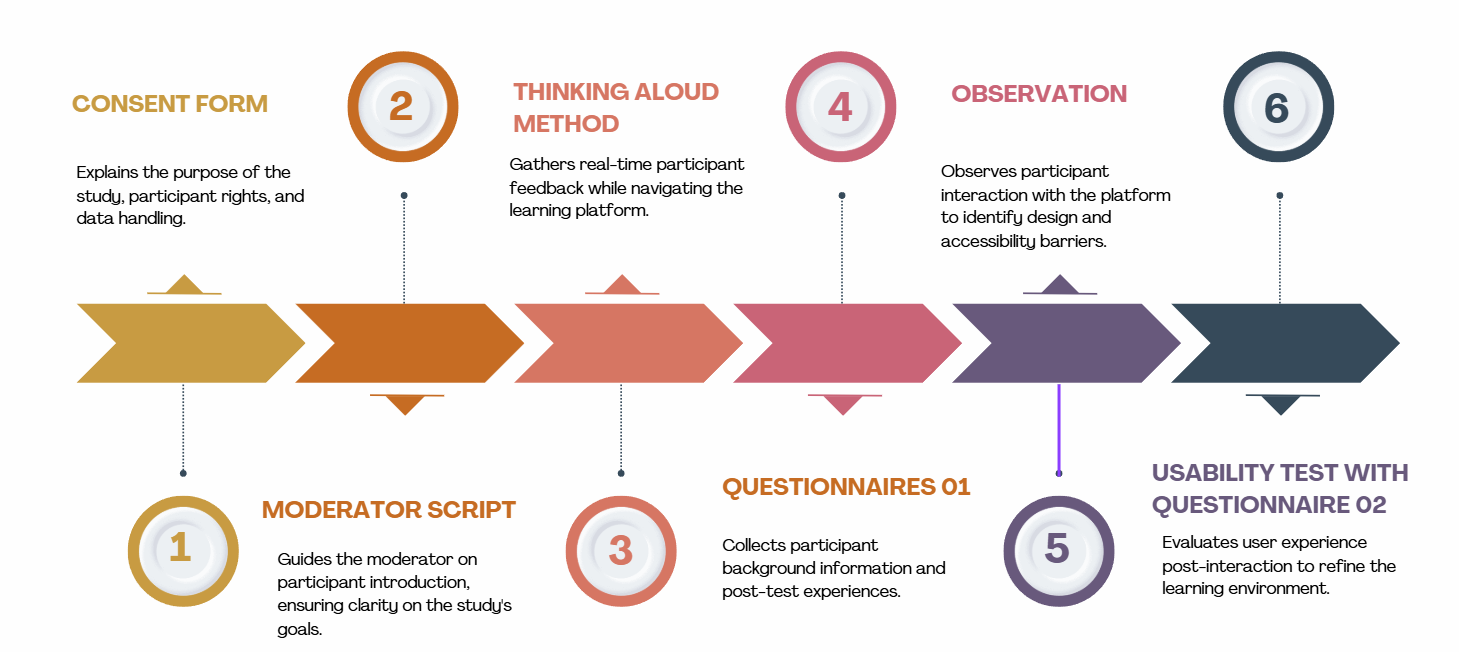 CONSENT FORM
Explains the purpose of the
study, participant rights, and
data handling.
1
2
MODERATOR SCRIPT
Guides the moderator on
participant introduction,
ensuring clarity on the study's
goals.
THINKING ALOUD
METHOD
Gathers real-time participant
feedback while navigating the
learning platform.
3
4
QUESTIONNAIRES 01
Collects participant
background information and
post-test experiences.
OBSERVATION
Observes participant
interaction with the platform
to identify design and
accessibility barriers.
5
6
USABILITY TEST WITH
QUESTIONNAIRE 02
Evaluates user experience
post-interaction to refine the
learning environment.